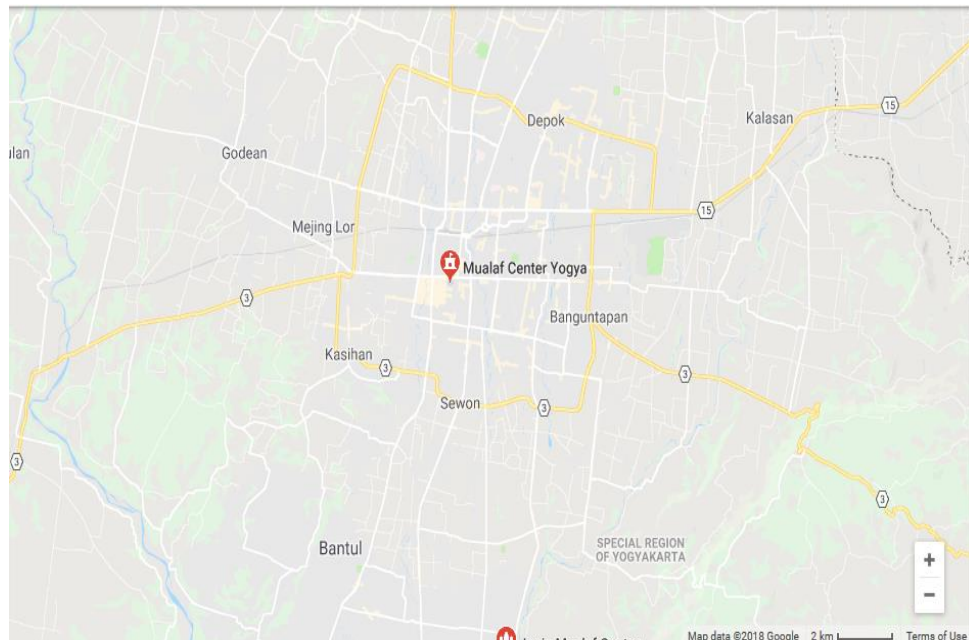 Depok
Kalasan
15
ulan
Godean
15
Mejing Lor
Mualaf Center Yogya
3
Banguntapan
Kasihan
3
3
Sewon
3
3
3
Bantul
SPECIAL REGION
OF YOGYAKARTA
+
−
Map data ©2018 Google 2 km Terms of Use